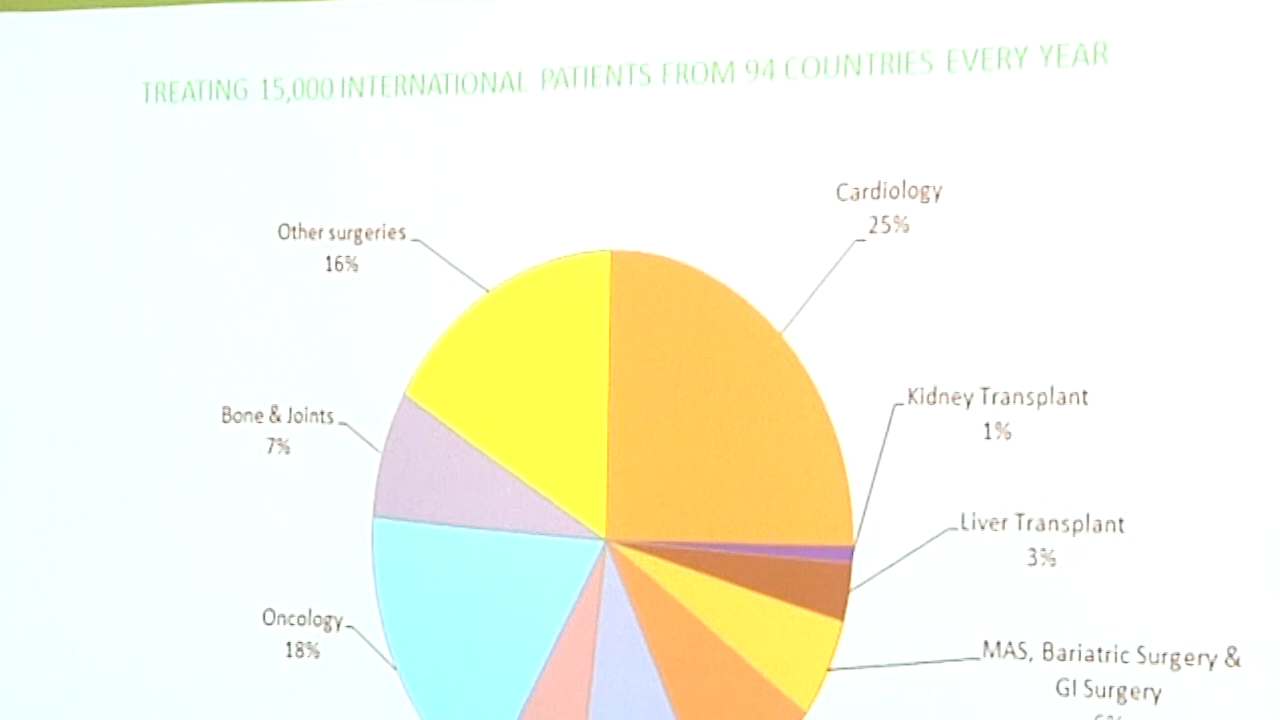 TREATING 15,000 INTERNATIONAL PATIENTS FROM 94 COUNTRIES EVERY YEAR
Cardiology
25%
Other surgeries
16%
Kidney Transplant
1%
Bone & Joints
7%
Liver Transplant
3%
Oncology
18%
MAS, Bariatric Surgery &
GI Surgery